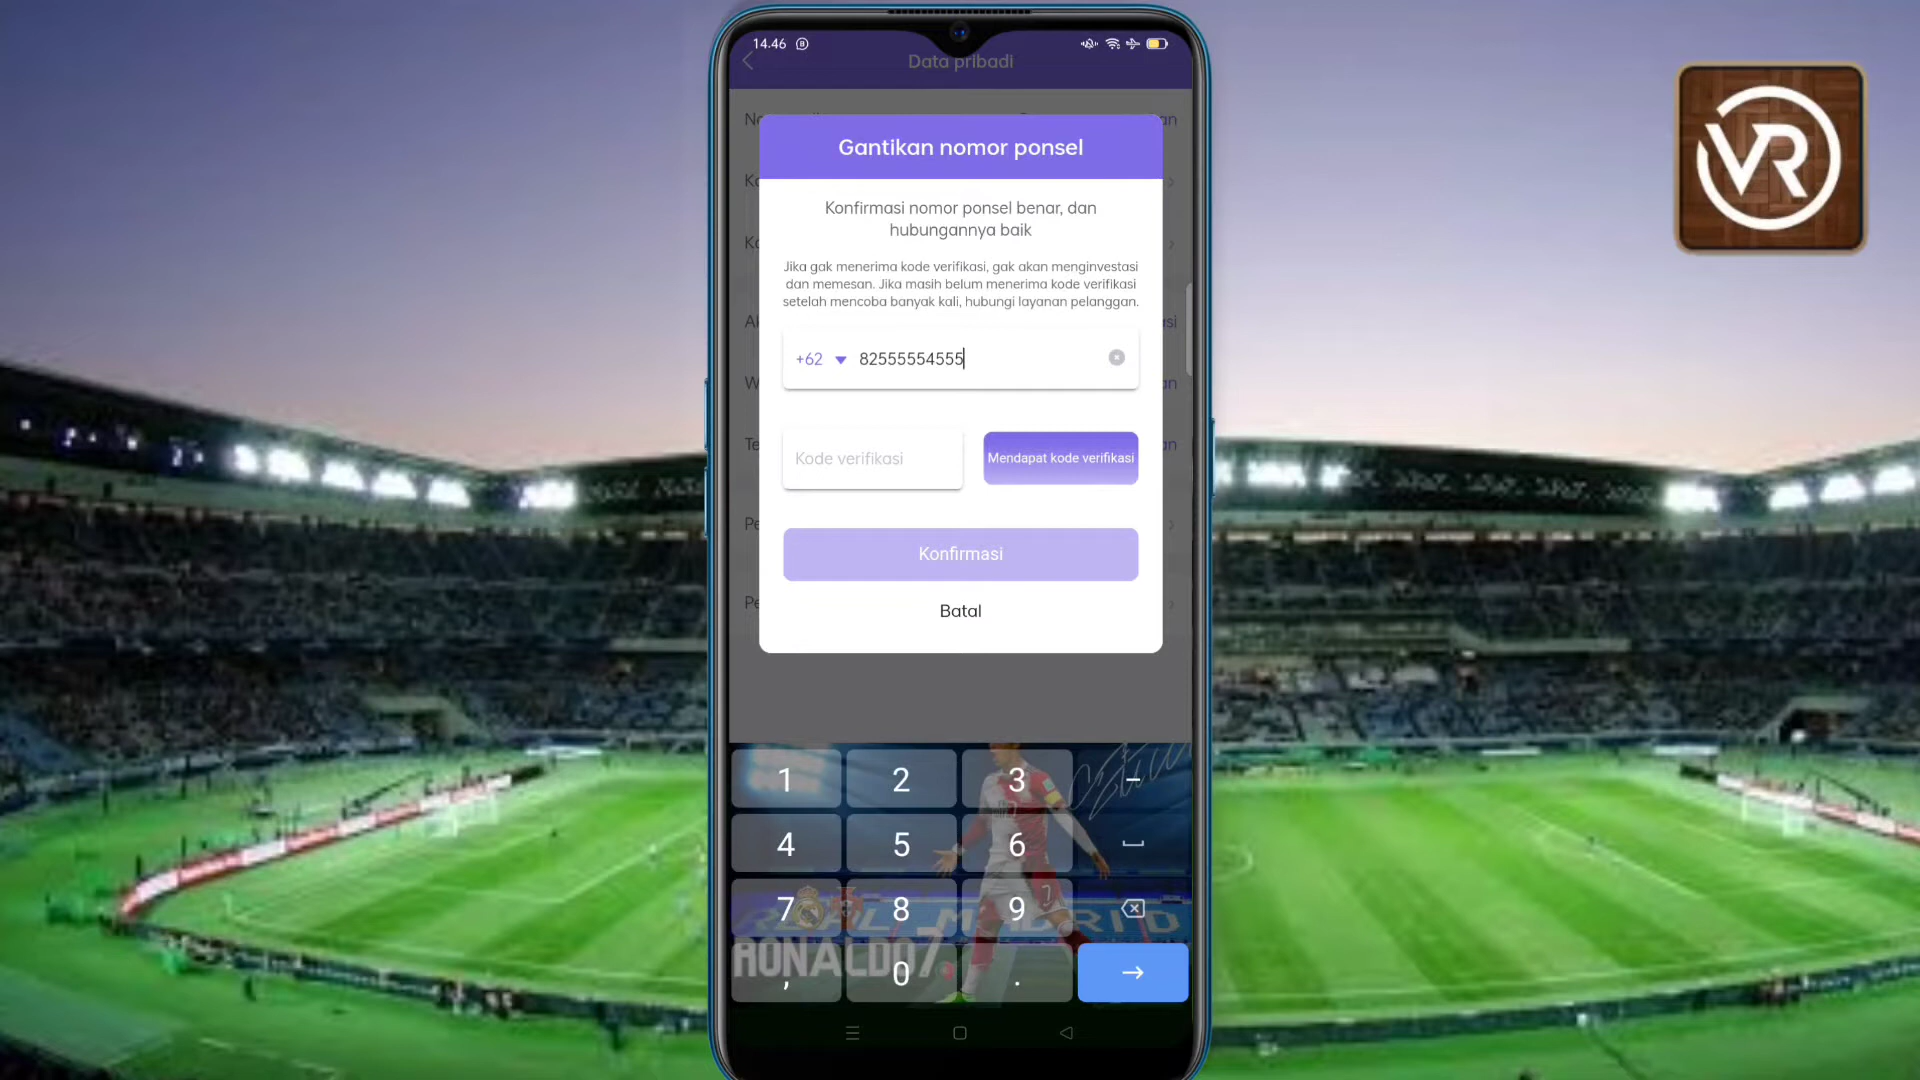 14.46
Data pribadi
Gantikan nomor ponsel
Konfirmasi nomor ponsel benar, dan
hubungannya baik
Jika gak menerima kode verifikasi, gak akan menginvestasi
dan memesan. Jika masih belum menerima kode verifikasi
setelah mencoba banyak kali, hubungi layanan pelanggan.
+62 82555554555
Kode verifikasi
Mendapat kode verifikasi
Konfirmasi
Batal
1 2 3 –
4 5 6
7 8 9
REAL MADRID
RONALDO7
, 0 .
VR